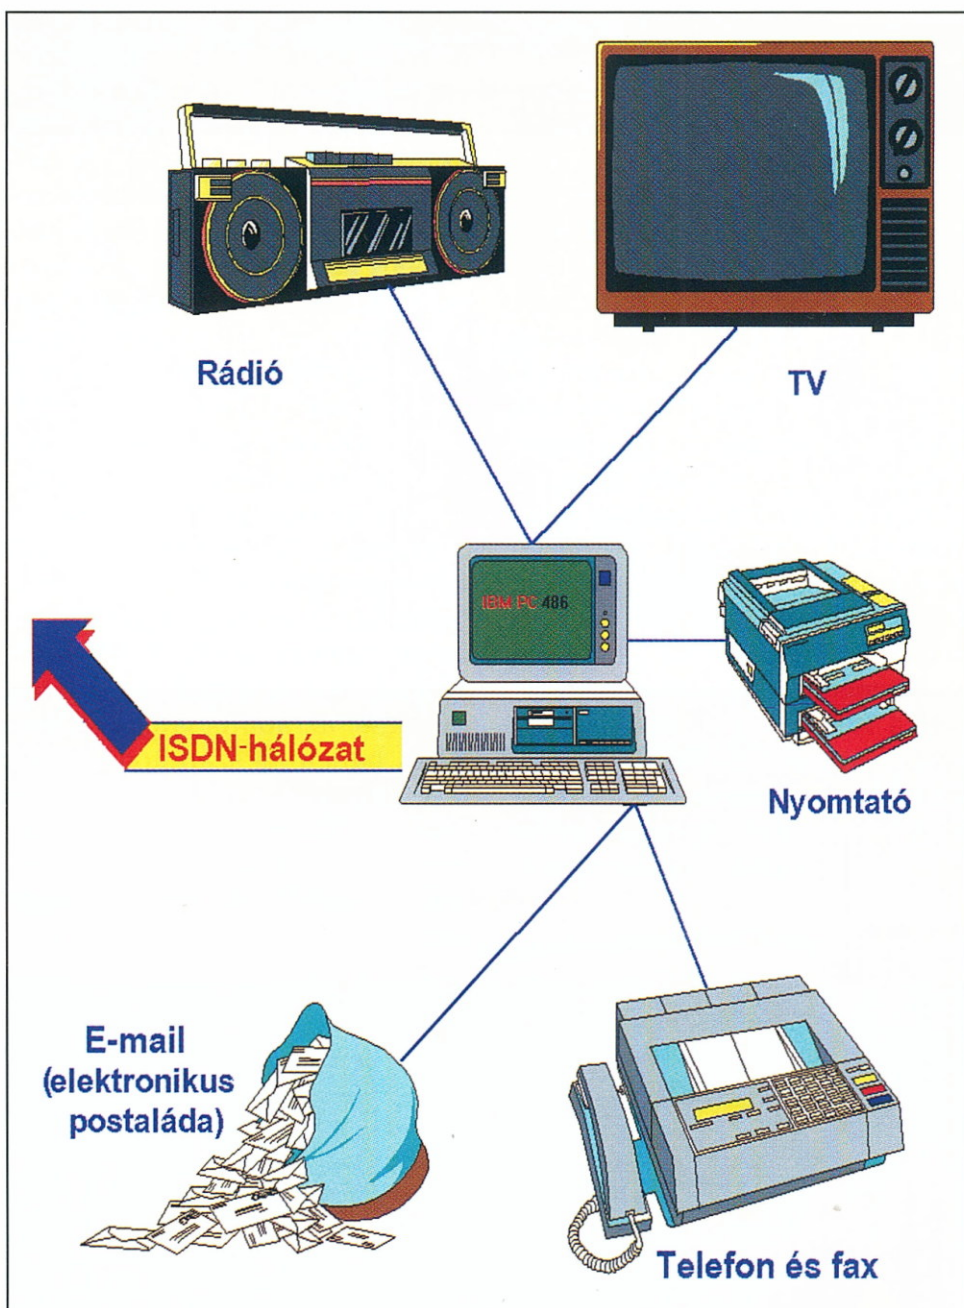 Rádió
TV
IBM PC 486
ISDN-hálózat
Nyomtató
E-mail
(elektronikus
postaláda)
Telefon és fax